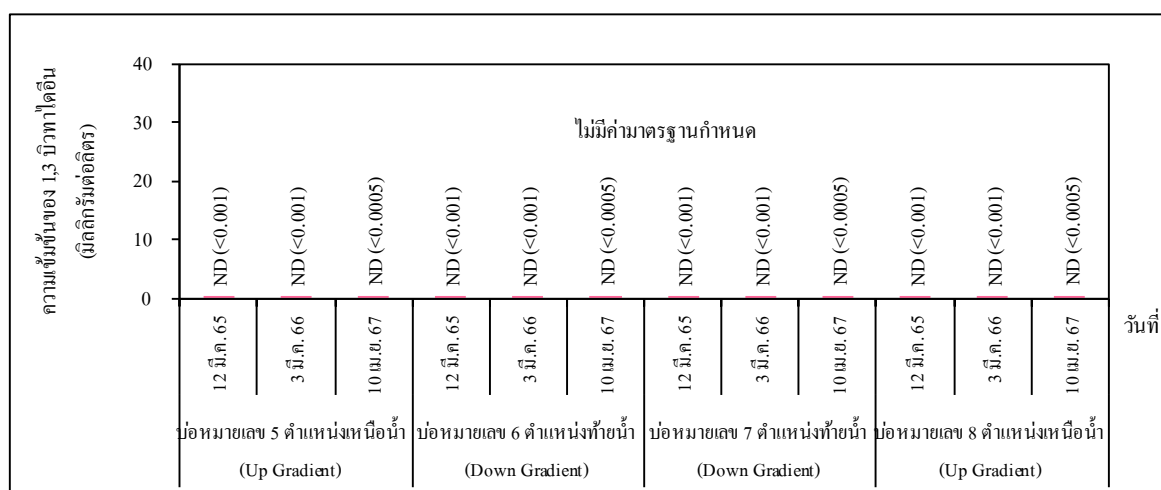 ความเข้มข้นของ 1,3 บิวทาไดอีน
(มิลลิกรัมต่อลิตร)
40
30
20
10
0
ไม่มีค่ามาตรฐานกำหนด
ND (<0.001)
ND (<0.001)
ND (<0.0005)
ND (<0.001)
ND (<0.001)
ND (<0.0005)
ND (<0.001)
ND (<0.001)
ND (<0.0005)
ND (<0.001)
ND (<0.001)
ND (<0.0005)
12 มี.ค. 65
3 มี.ค. 66
10 เม.ย. 67
12 มี.ค. 65
3 มี.ค. 66
10 เม.ย. 67
12 มี.ค. 65
3 มี.ค. 66
10 เม.ย. 67
12 มี.ค. 65
3 มี.ค. 66
10 เม.ย. 67
วันที่
บ่อหมายเลข 5 ตำแหน่งเหนือน้ำ
(Up Gradient)
บ่อหมายเลข 6 ตำแหน่งท้ายน้ำ
(Down Gradient)
บ่อหมายเลข 7 ตำแหน่งท้ายน้ำ
(Down Gradient)
บ่อหมายเลข 8 ตำแหน่งเหนือน้ำ
(Up Gradient)